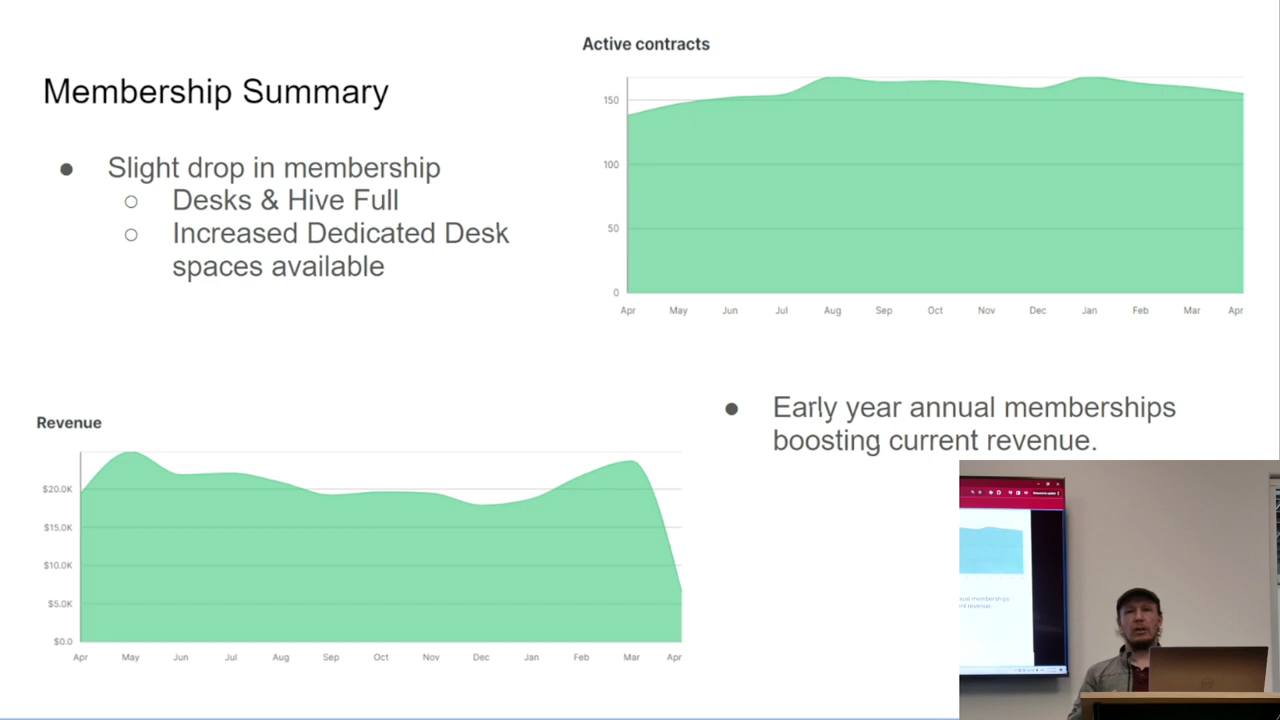 Membership Summary
● Slight drop in membership
○ Desks & Hive Full
○ Increased Dedicated Desk
spaces available
Active contracts
150
100
50
0
Apr May Jun Jul Aug Sep Oct Nov Dec Jan Feb Mar Apr
Revenue
$20.0K
$15.0K
$10.0K
$5.0K
$0.0
Apr May Jun Jul Aug Sep Oct Nov Dec Jan Feb Mar Apr
● Early year annual memberships
boosting current revenue.
memberships
revenue.